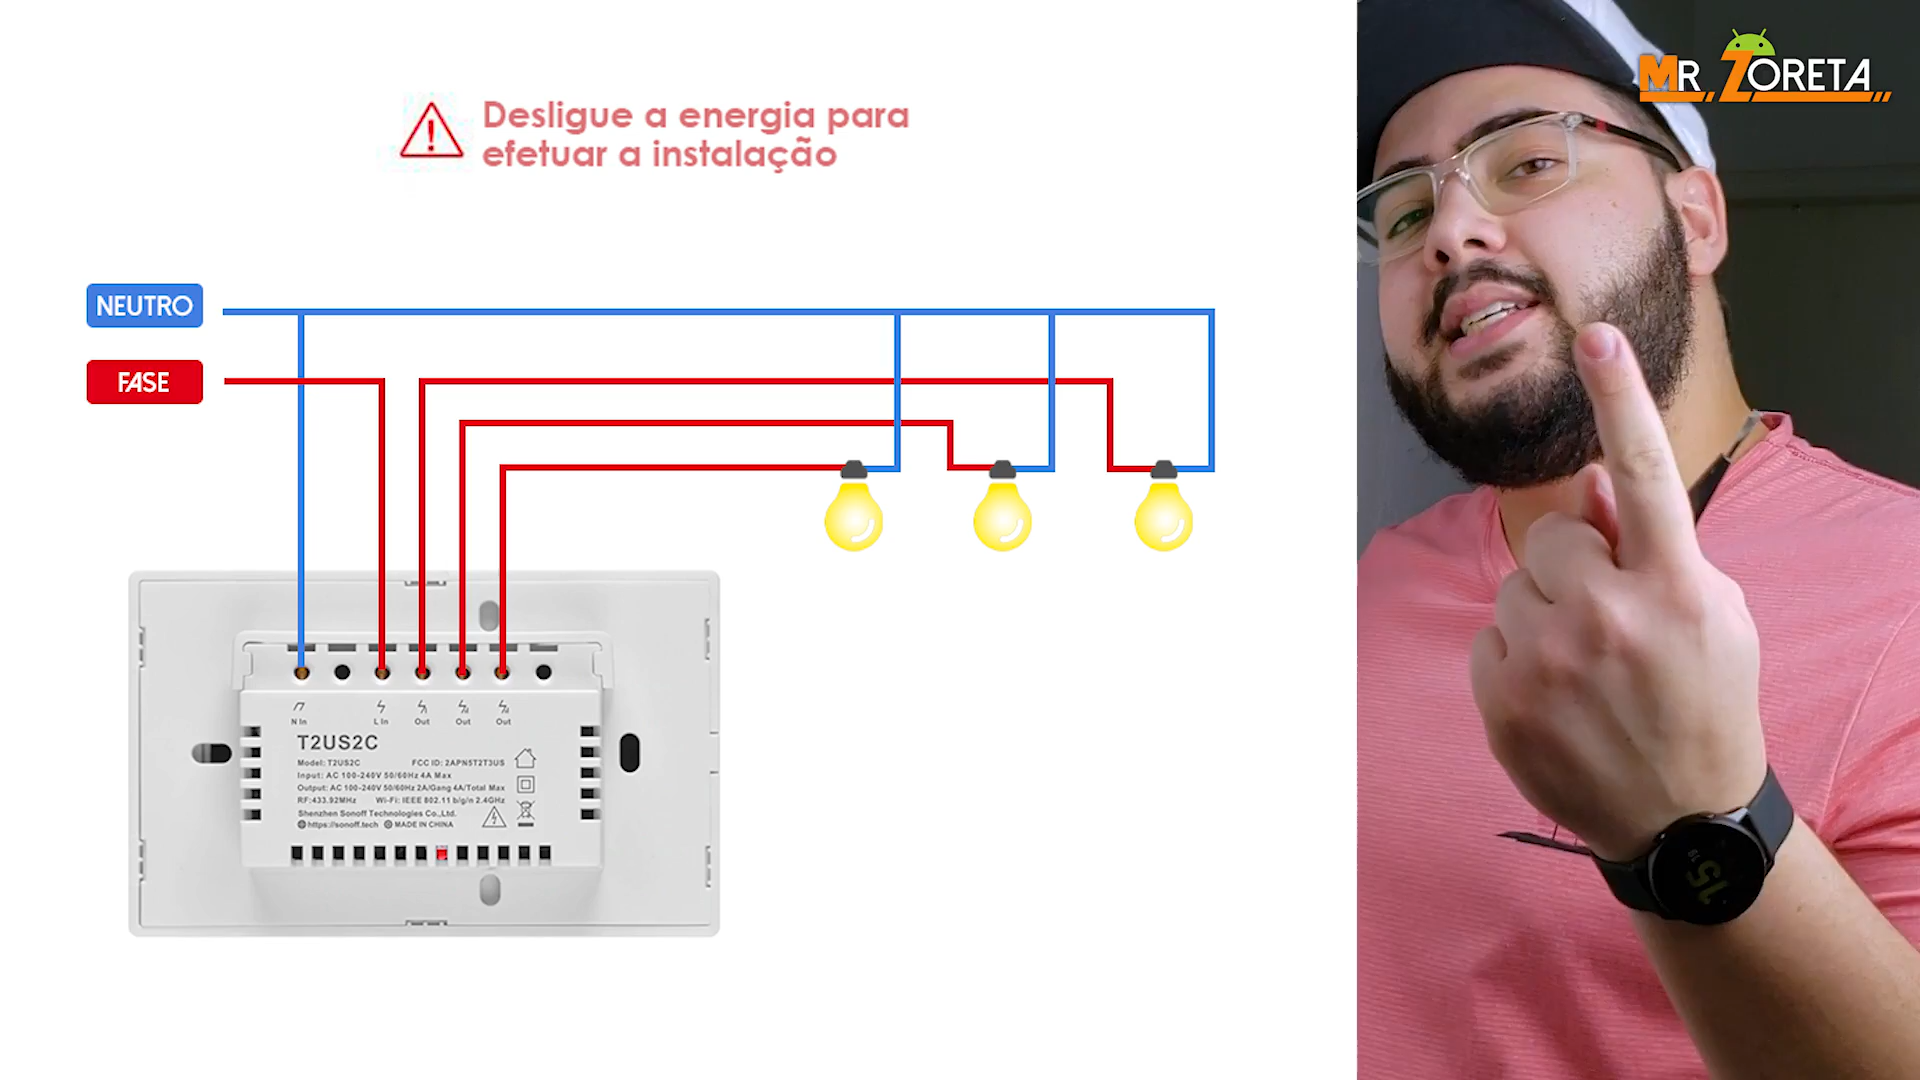 MR ZORETA
Desligue a energia para
efetuar a instalação
NEUTRO
FASE
N In
L In
Out
Out
Out
T2US2C
Model: T2US2C FCC ID: 2APN5T2T3US
Input: AC 100-240V 50/60Hz 4A Max
Output: AC 100-240V 50/60Hz 2A/Gang 4A/Total Max
RF:433.92MHz Wi-Fi: IEEE 802.11 b/g/n 2.4GHz
Shenzhen Sonoff Technologies Co.,Ltd.
https://sonoff.tech MADE IN CHINA
15